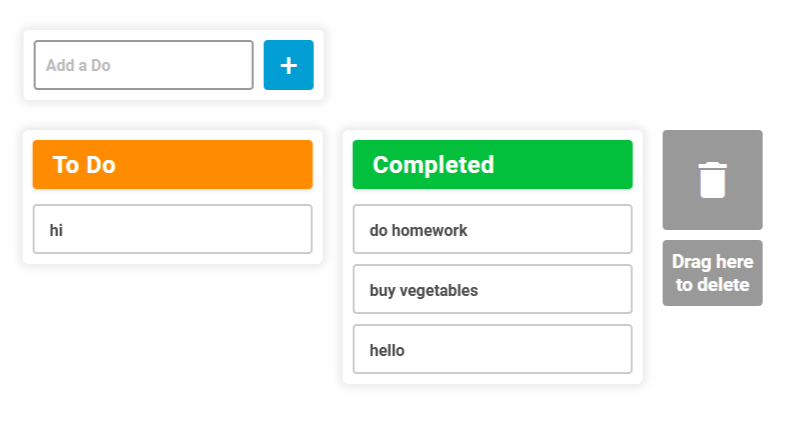 Add a Do
+
To Do
hi
Completed
do homework
buy vegetables
hello
Drag here
to delete